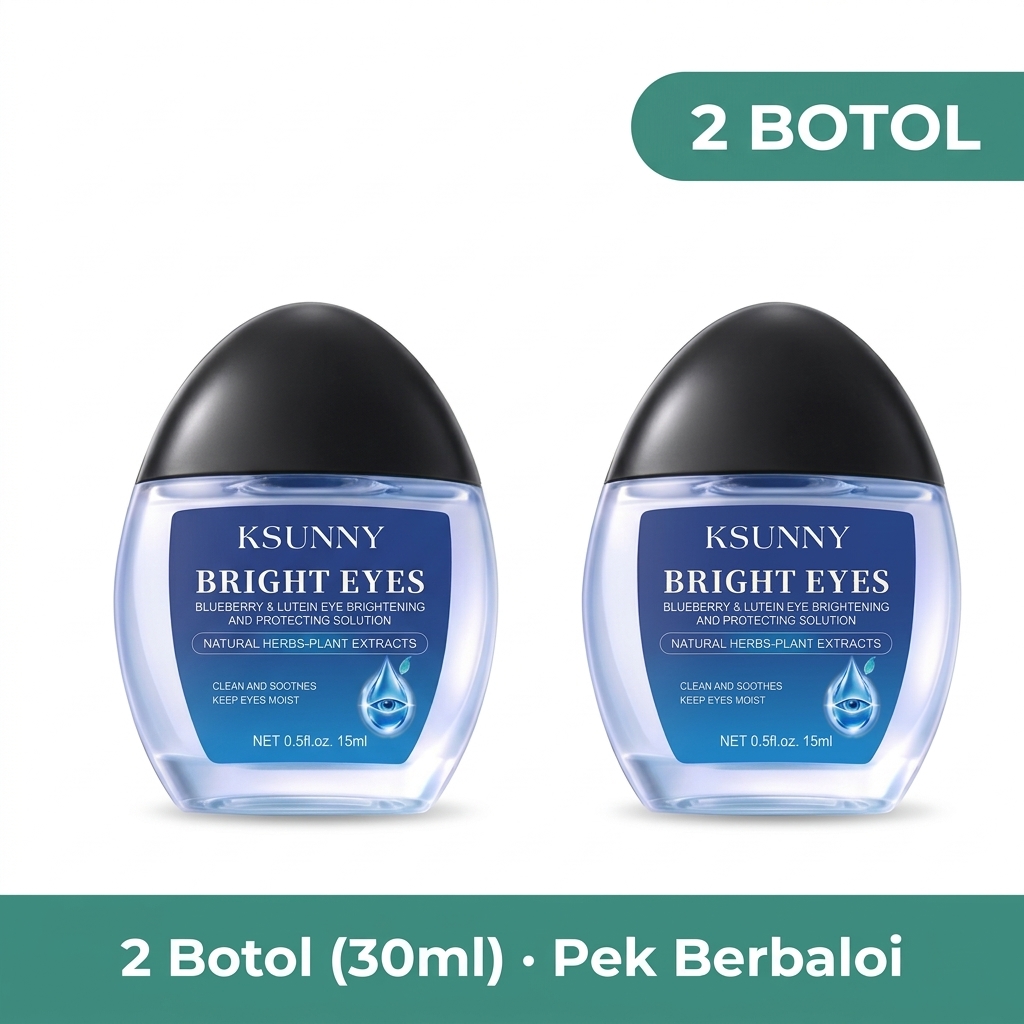 2 BOTOL
KSUNNY
BRIGHT EYES
BLUEBERRY & LUTEIN EYE BRIGHTENING
AND PROTECTING SOLUTION
NATURAL HERBS-PLANT EXTRACTS
CLEAN AND SOOTHES
KEEP EYES MOIST
NET 0.5fl.oz. 15ml
KSUNNY
BRIGHT EYES
BLUEBERRY & LUTEIN EYE BRIGHTENING
AND PROTECTING SOLUTION
NATURAL HERBS-PLANT EXTRACTS
CLEAN AND SOOTHES
KEEP EYES MOIST
NET 0.5fl.oz. 15ml
2 Botol (30ml) • Pek Berbaloi